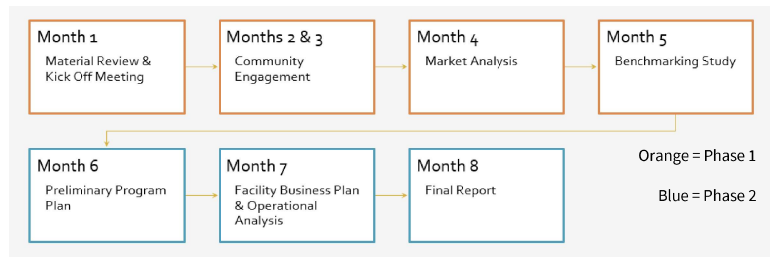 Month 1
Material Review &
Kick Off Meeting
Months 2 & 3
Community
Engagement
Month 4
Market Analysis
Month 5
Benchmarking Study
Month 6
Preliminary Program
Plan
Month 7
Facility Business Plan
& Operational
Analysis
Month 8
Final Report
Orange = Phase 1
Blue = Phase 2